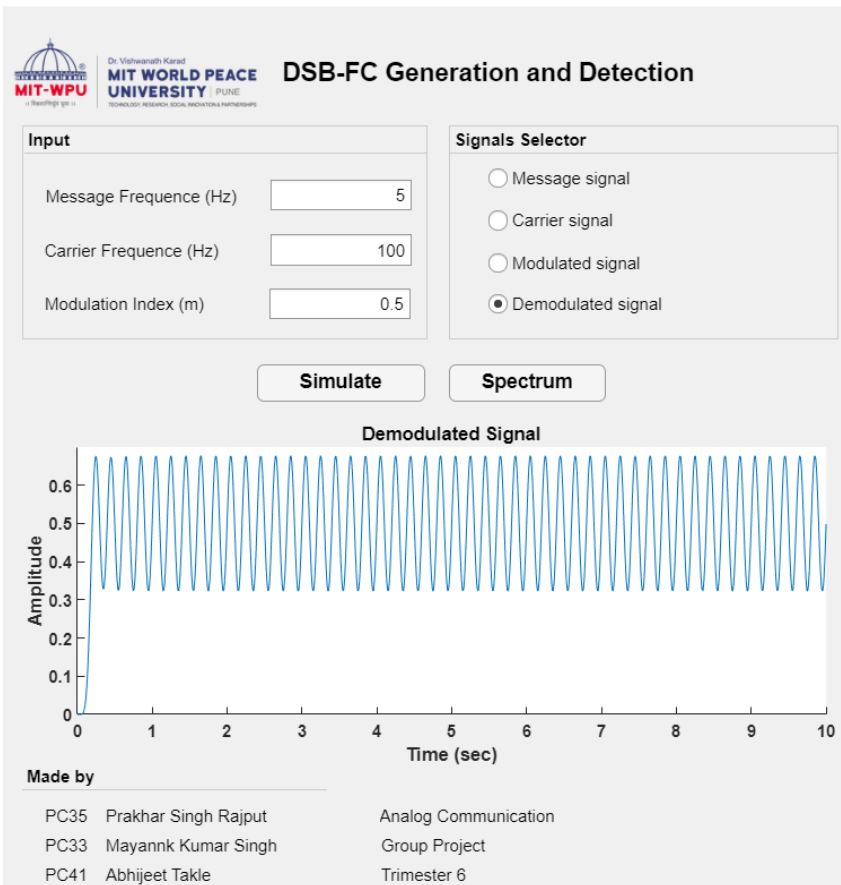 MIT-WPU
Dr. Vishwanath Karad
MIT WORLD PEACE
UNIVERSITY | PUNE
TECHNOLOGY, RESEARCH, SOCIAL INNOVATION & PARTNERSHIPS
DSB-FC Generation and Detection
Input
Message Frequence (Hz) 5
Carrier Frequence (Hz) 100
Modulation Index (m) 0.5
Signals Selector
Message signal
Carrier signal
Modulated signal
Demodulated signal
Simulate
Spectrum
Demodulated Signal
Amplitude
0.6
0.5
0.4
0.3
0.2
0.1
0
0 1 2 3 4 5 6 7 8 9 10
Time (sec)
Made by
PC35 Prakhar Singh Rajput Analog Communication
PC33 Mayannk Kumar Singh Group Project
PC41 Abhijeet Takle Trimester 6